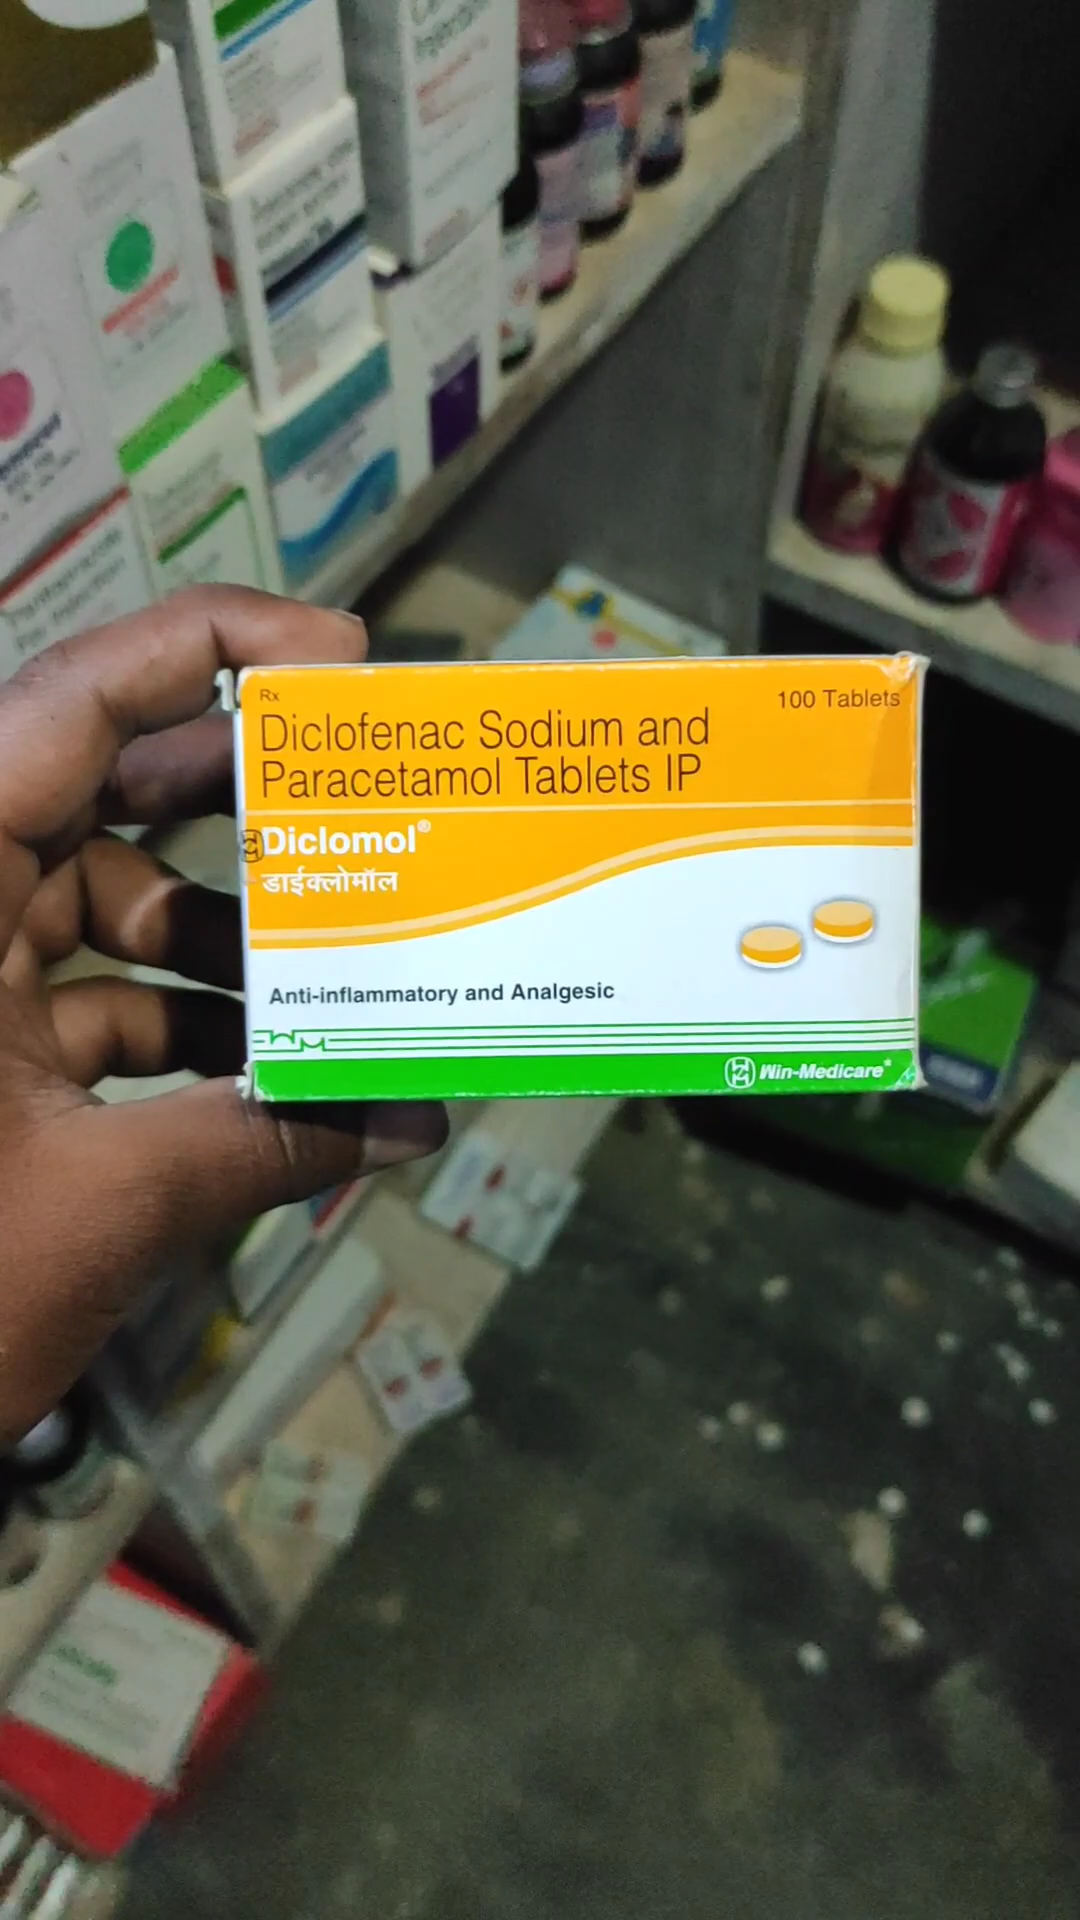 Rx
100 Tablets
Diclofenac Sodium and
Paracetamol Tablets IP
Diclomol®
डाईक्लोमॉल
Anti-inflammatory and Analgesic
Win-Medicare*